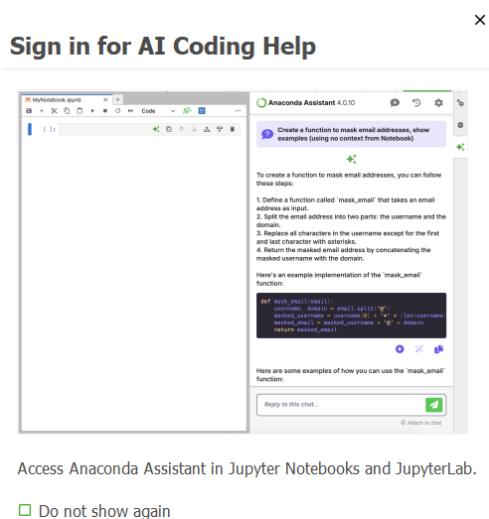 Sign in for AI Coding Help
MyNotebook.ipynb
Code
[ ]:
Anaconda Assistant 4.0.10
Create a function to mask email addresses, show
examples (using no context from Notebook)
To create a function to mask email addresses, you can follow
these steps:
1. Define a function called `mask_email` that takes an email
address as input.
2. Split the email address into two parts: the username and the
domain.
3. Replace all characters in the username except for the first
and last character with asterisks.
4. Return the masked email address by concatenating the
masked username with the domain.
Here's an example implementation of the `mask_email`
function:
def mask_email(email):
username, domain = email.split("@")
masked_username = username[0] + "*" * (len(username)
masked_email = masked_username + "@" + domain
return masked_email
Here are some examples of how you can use the `mask_email`
function:
Reply to this chat...
Attach to chat
Access Anaconda Assistant in Jupyter Notebooks and JupyterLab.
Do not show again